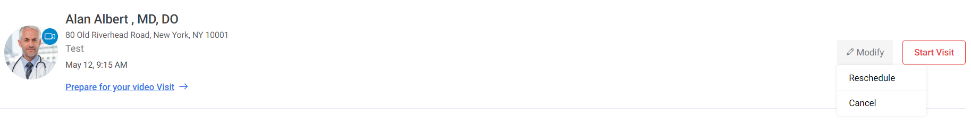 Alan Albert , MD, DO
80 Old Riverhead Road, New York, NY 10001
Test
May 12, 9:15 AM
Prepare for your video Visit
Modify
Start Visit
Reschedule
Cancel